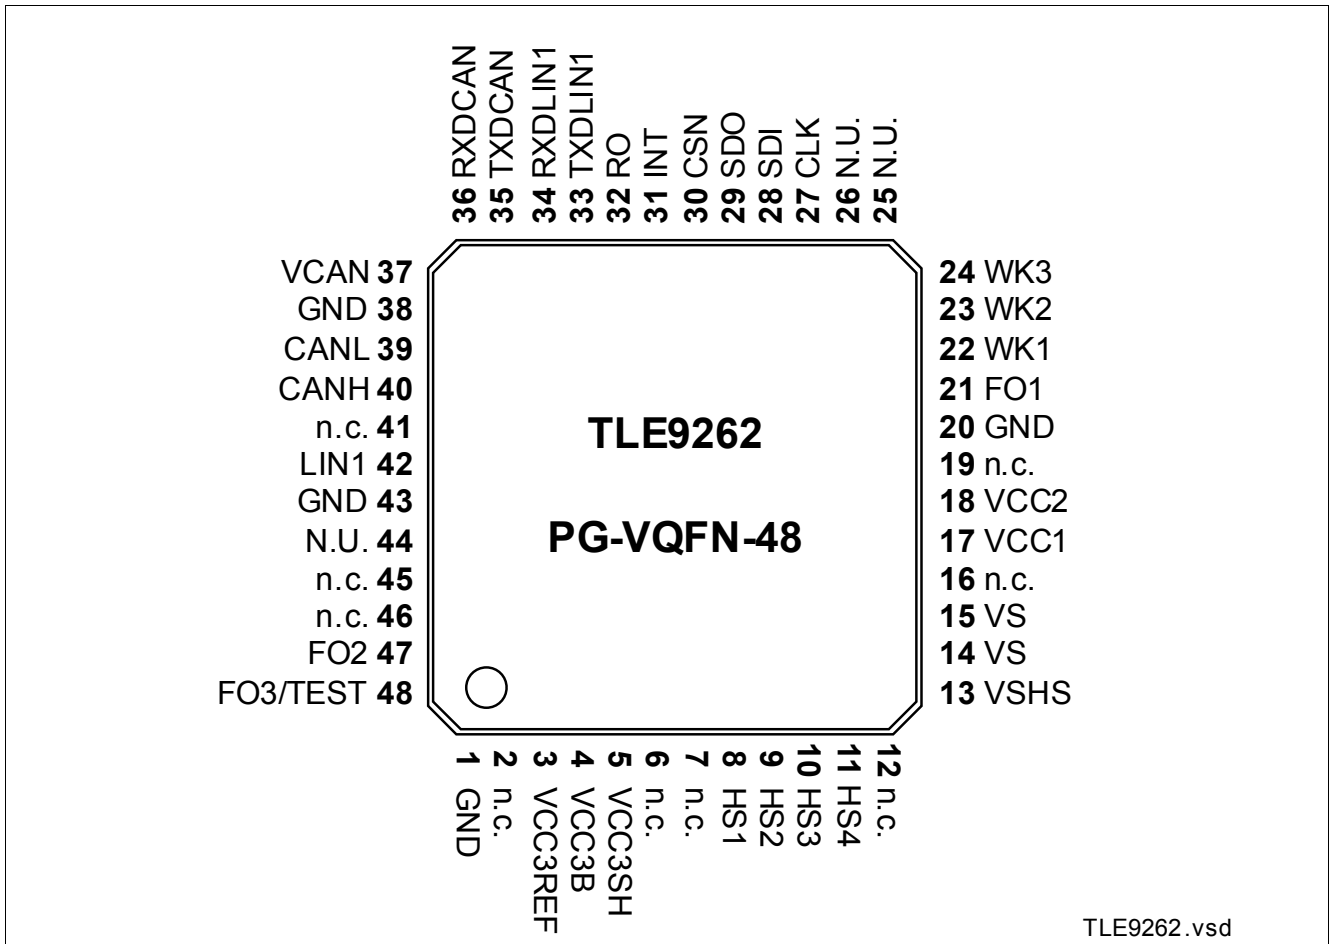 36 RXDCAN
35 TXDCAN
34 RXDLIN1
33 TXDLIN1
32 RO
31 INT
30 CSN
29 SDO
28 SDI
27 CLK
26 N.U.
25 N.U.
VCAN 37
GND 38
CANL 39
CANH 40
n.c. 41
LIN1 42
GND 43
N.U. 44
n.c. 45
n.c. 46
FO2 47
FO3/TEST 48
TLE9262
PG-VQFN-48
24 WK3
23 WK2
22 WK1
21 FO1
20 GND
19 n.c.
18 VCC2
17 VCC1
16 n.c.
15 VS
14 VS
13 VSHS
1 GND
2 n.c.
3 VCC3REF
4 VCC3B
5 VCC3SH
6 n.c.
7 n.c.
8 HS1
9 HS2
10 HS3
11 HS4
12 n.c.
TLE9262.vsd